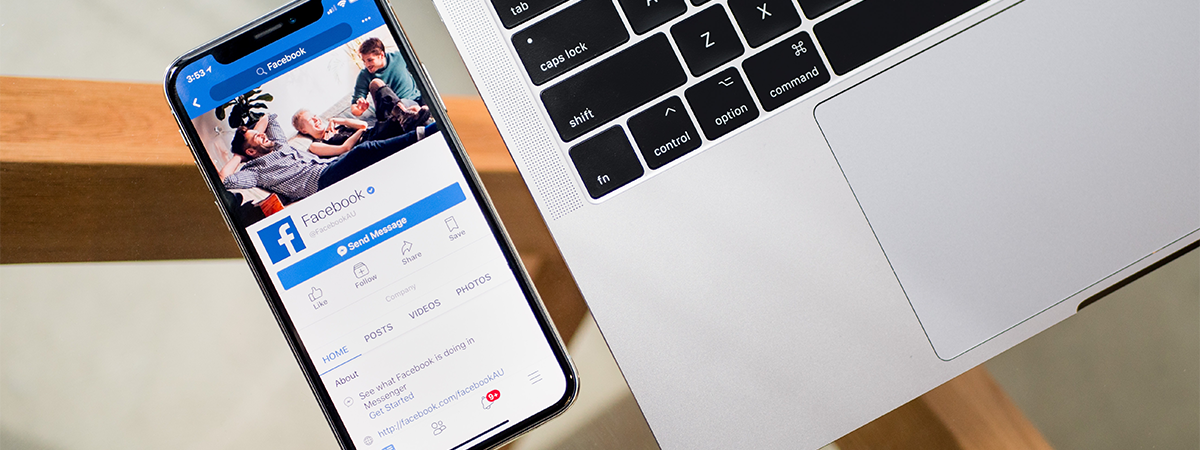 3:53
Facebook
f
Facebook
@FacebookAU
Send Message
Like
Follow
Share
Save
Company
HOME
POSTS
VIDEOS
PHOTOS
About
See what Facebook is doing in
Messenger
Get Started
http://facebook.com/facebookAU
9+
tab
caps lock
A
shift
Z
X
fn
control
option
command